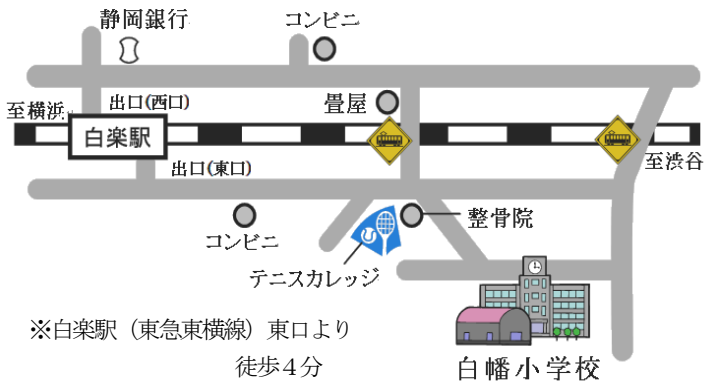 静岡銀行
コンビニ
至横浜
出口(西口)
畳屋
白楽駅
出口(東口)
至渋谷
コンビニ
整骨院
テニスカレッジ
※白楽駅（東急東横線）東口より
徒歩４分
白幡小学校